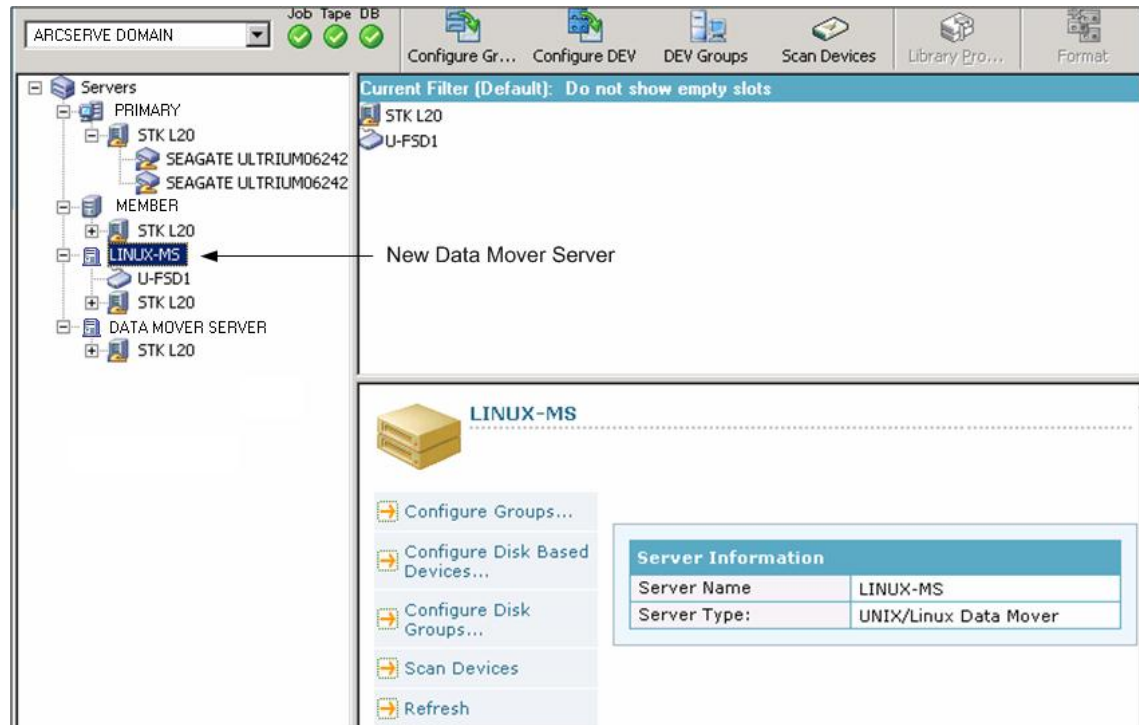 Job Tape DB
ARCSERVE DOMAIN
Configure Gr... Configure DEV DEV Groups Scan Devices Library Pro... Format
Servers
PRIMARY
STK L20
SEAGATE ULTRIUM06242
SEAGATE ULTRIUM06242
MEMBER
STK L20
LINUX-MS
U-FSD1
STK L20
DATA MOVER SERVER
STK L20
Current Filter (Default): Do not show empty slots
STK L20
U-FSD1
New Data Mover Server
LINUX-MS
Configure Groups...
Configure Disk Based
Devices...
Configure Disk
Groups...
Scan Devices
Refresh
Server Information
Server Name LINUX-MS
Server Type: UNIX/Linux Data Mover